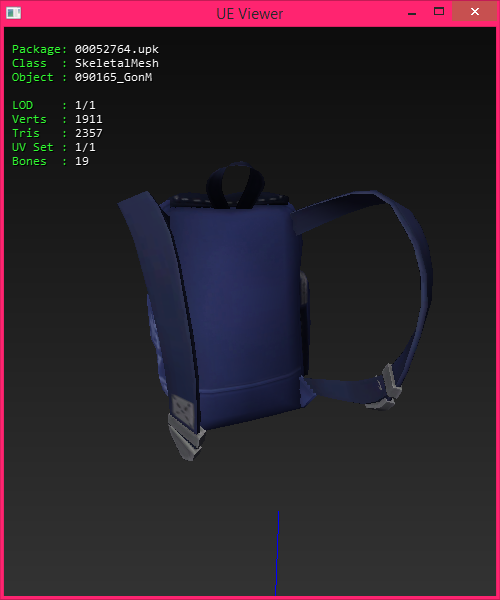 UE Viewer
Package: 00052764.upk
Class  : SkeletalMesh
Object : 090165_GonM
LOD    : 1/1
Verts  : 1911
Tris   : 2357
UV Set : 1/1
Bones  : 19